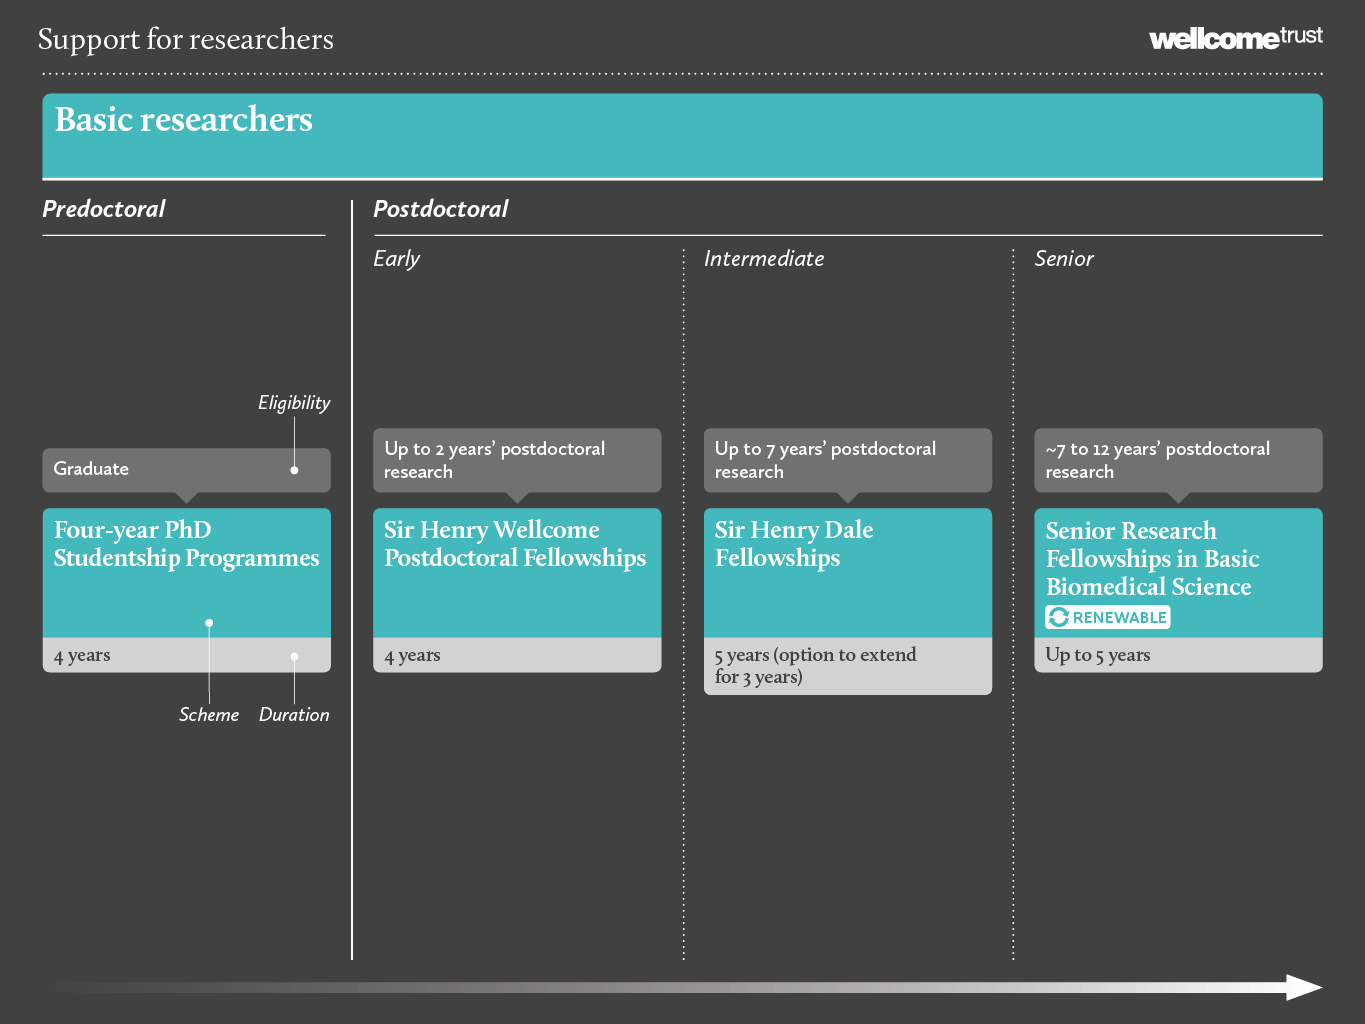 Support for researchers
wellcometrust
Basic researchers
Predoctoral
Postdoctoral
Early
Intermediate
Senior
Eligibility
Graduate
Four-year PhD
Studentship Programmes
4 years
Scheme
Duration
Up to 2 years’ postdoctoral
research
Sir Henry Wellcome
Postdoctoral Fellowships
4 years
Up to 7 years’ postdoctoral
research
Sir Henry Dale
Fellowships
5 years (option to extend
for 3 years)
~7 to 12 years’ postdoctoral
research
Senior Research
Fellowships in Basic
Biomedical Science
RENEWABLE
Up to 5 years